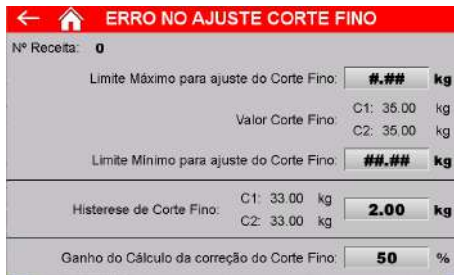 ERRO NO AJUSTE CORTE FINO
Nº Receita: 0
Limite Máximo para ajuste do Corte Fino: #.## kg
Valor Corte Fino: C1: 35.00 kg
C2: 35.00 kg
Limite Mínimo para ajuste do Corte Fino: ##.## kg
Histerese de Corte Fino: C1: 33.00 kg 2.00 kg
C2: 33.00 kg
Ganho do Cálculo da correção do Corte Fino: 50 %